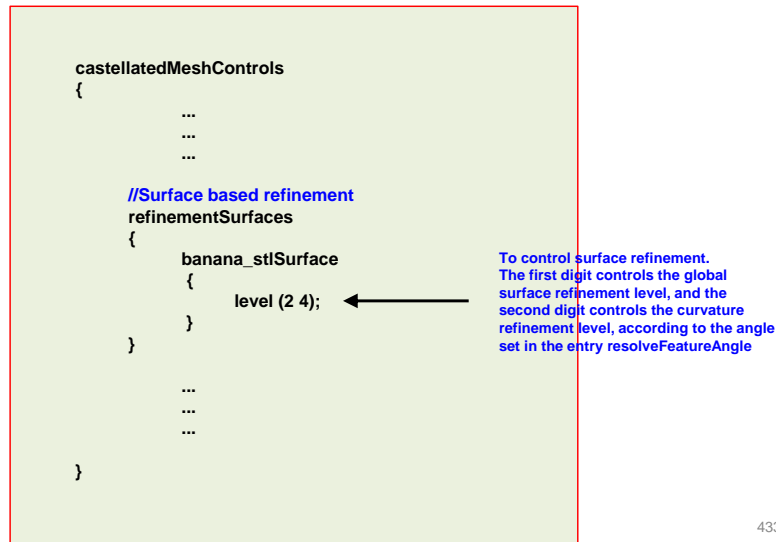 castellatedMeshControls
{
...
...
...
//Surface based refinement
refinementSurfaces
{
banana_stlSurface
{
level (2 4);
}
}
To control surface refinement.
The first digit controls the global
surface refinement level, and the
second digit controls the curvature
refinement level, according to the angle
set in the entry resolveFeatureAngle
...
...
...
}
433